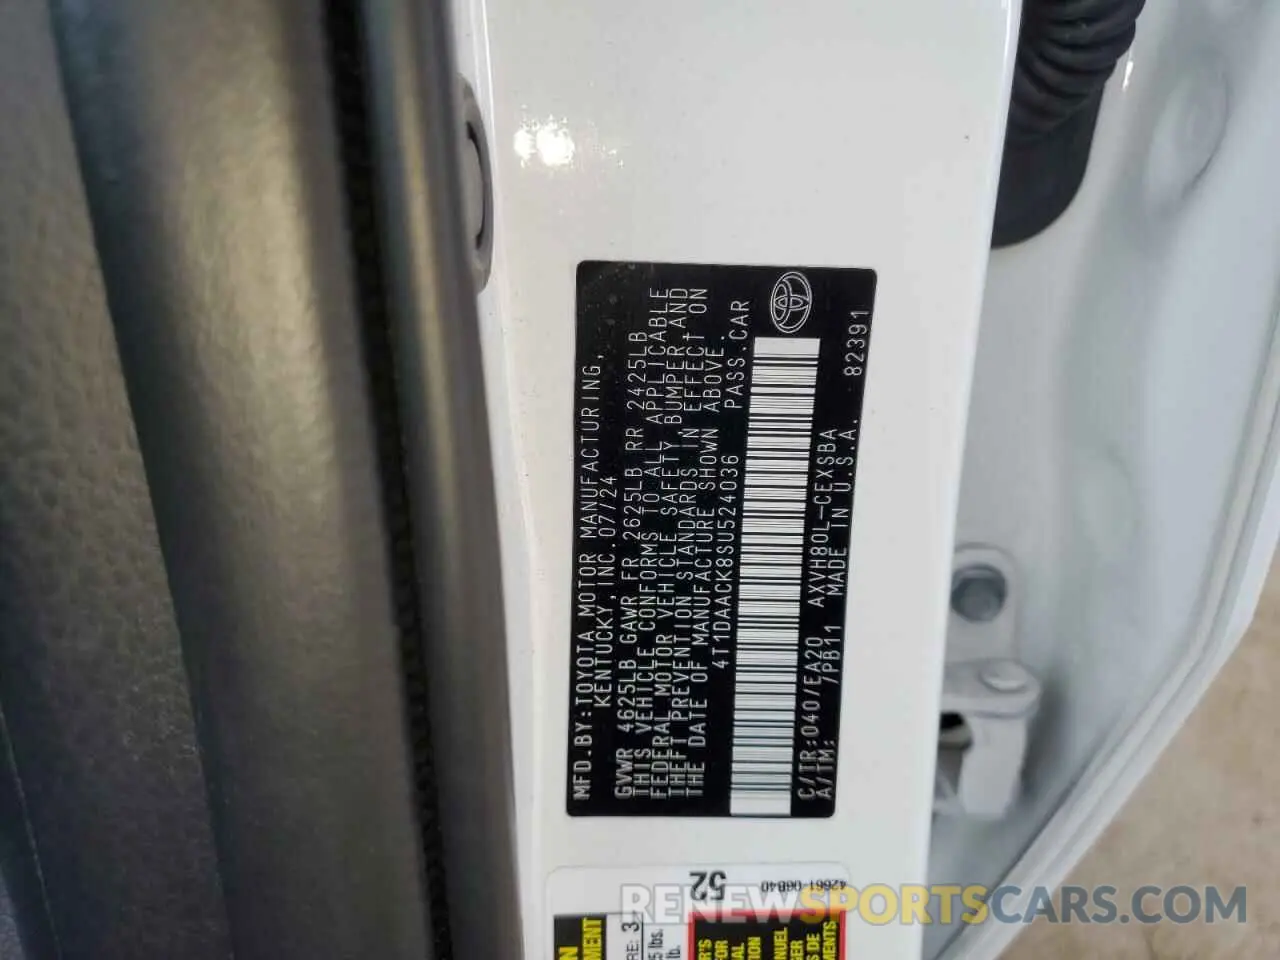 MFD.BY:TOYOTA MOTOR MANUFACTURING,
KENTUCKY,INC.07/24
GVWR 4625LB GAWR FR 2625LB RR 2425LB
THIS VEHICLE CONFORMS TO ALL APPLICABLE
FEDERAL MOTOR VEHICLE SAFETY,BUMPER,AND
THEFT PREVENTION STANDARDS IN EFFECT ON
THE DATE OF MANUFACTURE SHOWN ABOVE.
4T1DAACK8SU524036 PASS.CAR
C/TR:040/EA20 AXVH80L-CEXSBA
A/TM: /PB11 MADE IN U.S.A. 82391
52
42661-06B40
RENEWSPORTSCARS.COM